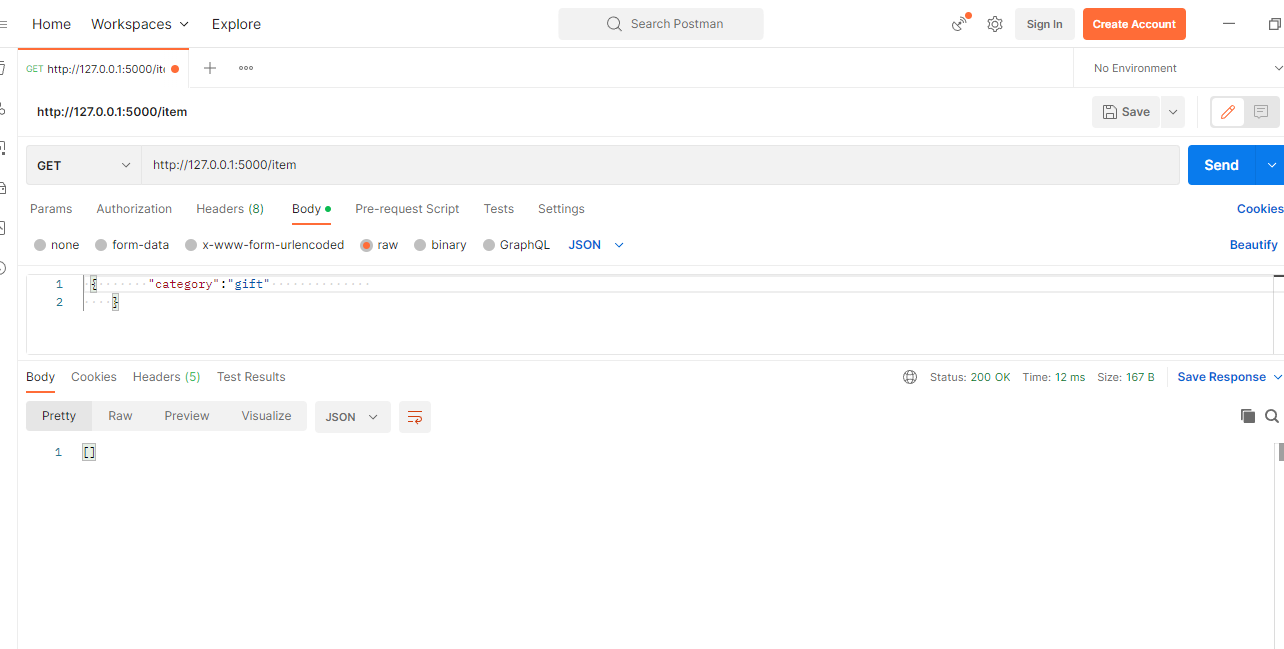 Home Workspaces Explore Search Postman Sign In Create Account
GET http://127.0.0.1:5000/ite No Environment
http://127.0.0.1:5000/item Save
GET http://127.0.0.1:5000/item Send
Params Authorization Headers (8) Body Pre-request Script Tests Settings Cookies
none form-data x-www-form-urlencoded raw binary GraphQL JSON Beautify
1 { "category":"gift"
2 }
Body Cookies Headers (5) Test Results Status: 200 OK Time: 12 ms Size: 167 B Save Response
Pretty Raw Preview Visualize JSON
1 []